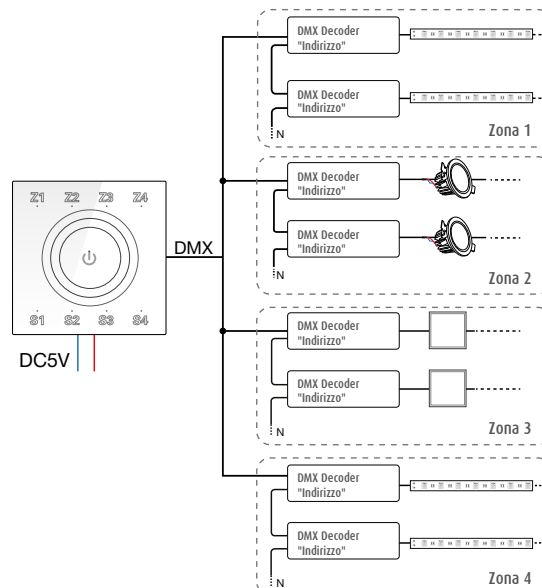 DMX Decoder
"Indirizzo"
DMX Decoder
"Indirizzo"
N
Zona 1
Z1 Z2 Z3 Z4
S1 S2 S3 S4
DC5V
DMX
DMX Decoder
"Indirizzo"
DMX Decoder
"Indirizzo"
N
Zona 2
DMX Decoder
"Indirizzo"
DMX Decoder
"Indirizzo"
N
Zona 3
DMX Decoder
"Indirizzo"
DMX Decoder
"Indirizzo"
N
Zona 4